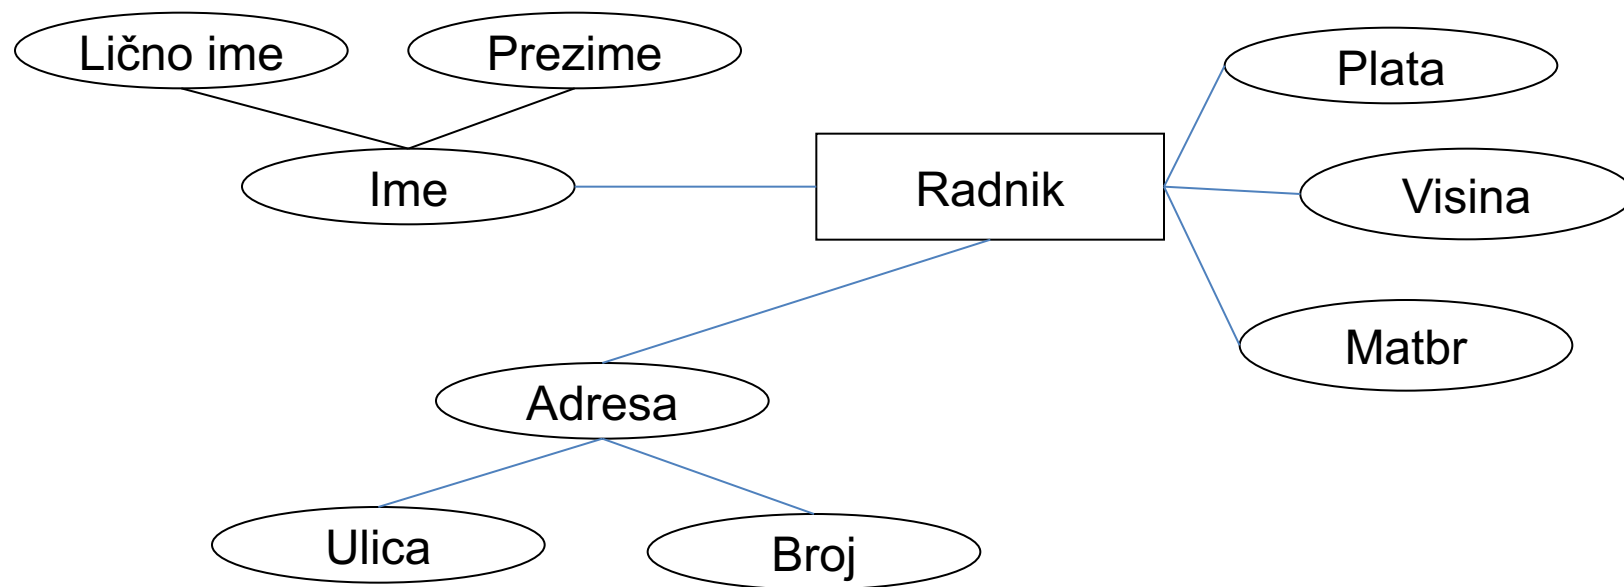 Lično ime
Prezime
Plata
Ime
Radnik
Visina
Matbr
Adresa
Ulica
Broj